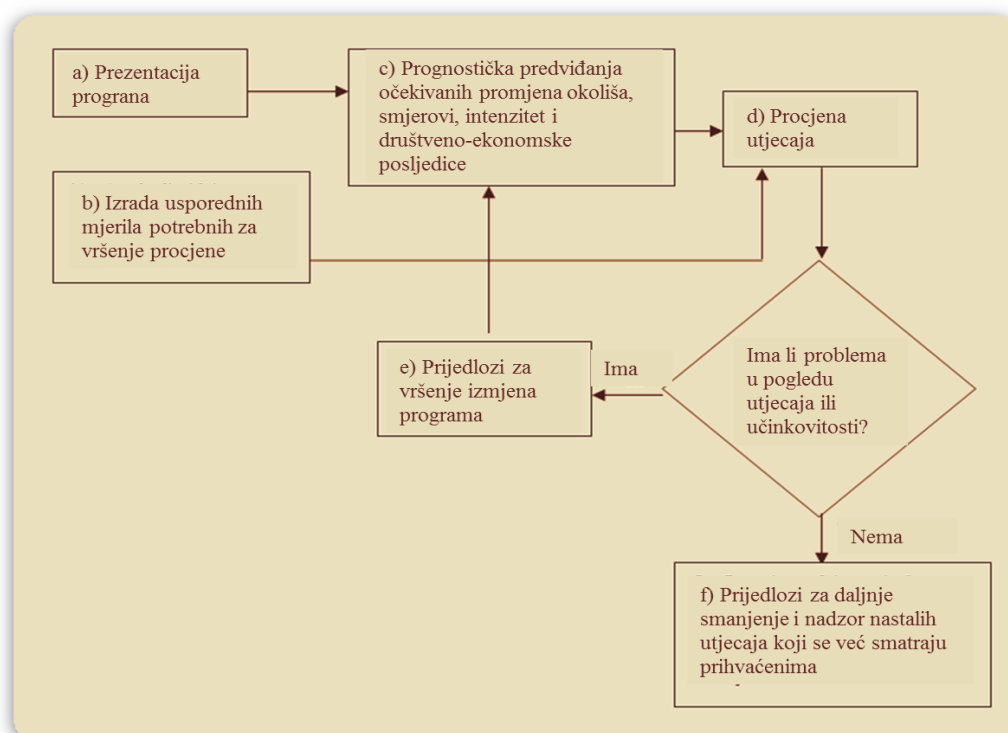 a) Prezentacija
prograna
c) Prognostička predviđanja
očekivanih promjena okoliša,
smjerovi, intenzitet i
društveno-ekonomske
posljedice
d) Procjena
utjecaja
b) Izrada usporednih
mjerila potrebnih za
vršenje procjene
e) Prijedlozi za
vršenje izmjena
programa
Ima
Ima li problema
u pogledu
utjecaja ili
učinkovitosti?
Nema
f) Prijedlozi za daljnje
smanjenje i nadzor nastalih
utjecaja koji se već smatraju
prihvaćenima